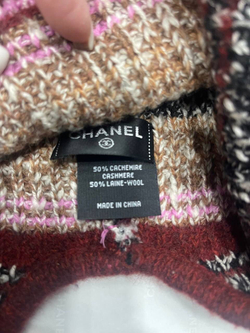 CHANEL
50% CACHEMIRE
CASHMERE
50% LAINE-WOOL
MADE IN CHINA